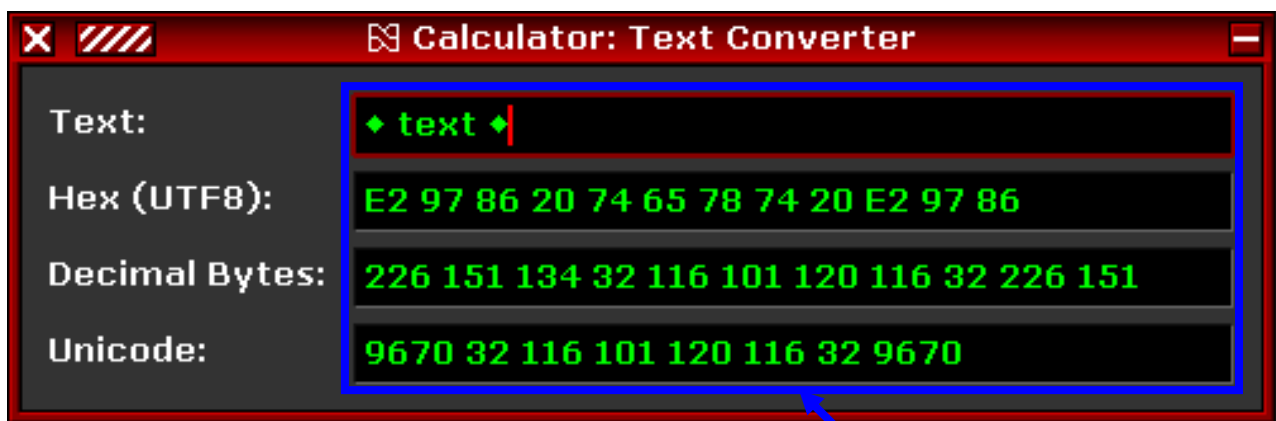 Calculator: Text Converter
Text: ◆ text ◆
Hex (UTF8): E2 97 86 20 74 65 78 74 20 E2 97 86
Decimal Bytes: 226 151 134 32 116 101 120 116 32 226 151
Unicode: 9670 32 116 101 120 116 32 9670